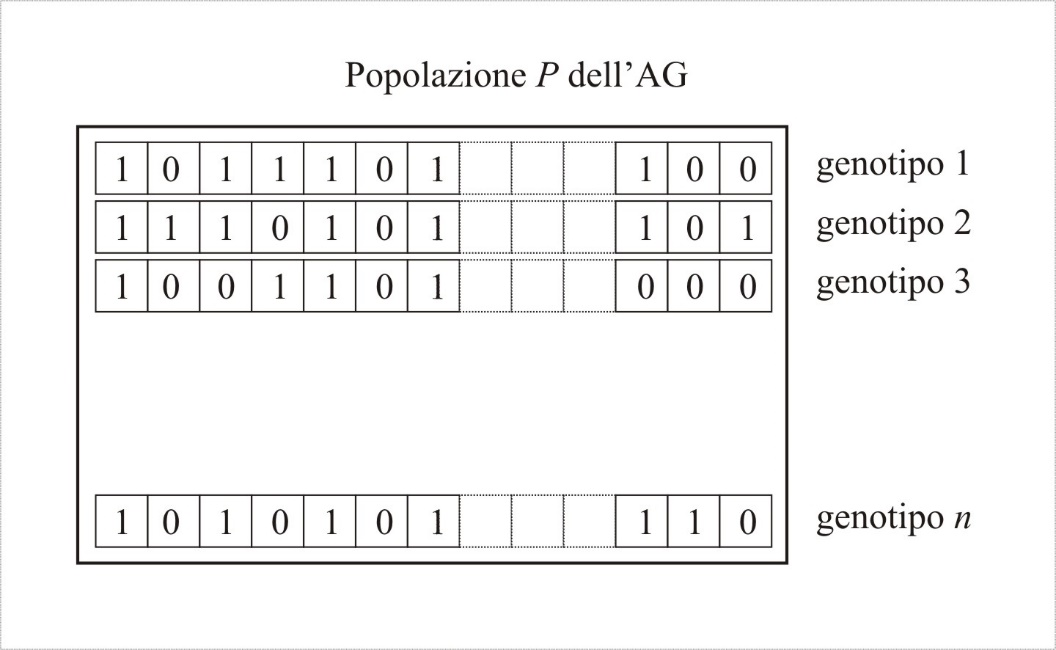 Popolazione P dell’AG
1 0 1 1 1 0 1 1 0 0 genotipo 1
1 1 1 0 1 0 1 1 0 1 genotipo 2
1 0 0 1 1 0 1 0 0 0 genotipo 3
1 0 1 0 1 0 1 1 1 0 genotipo n